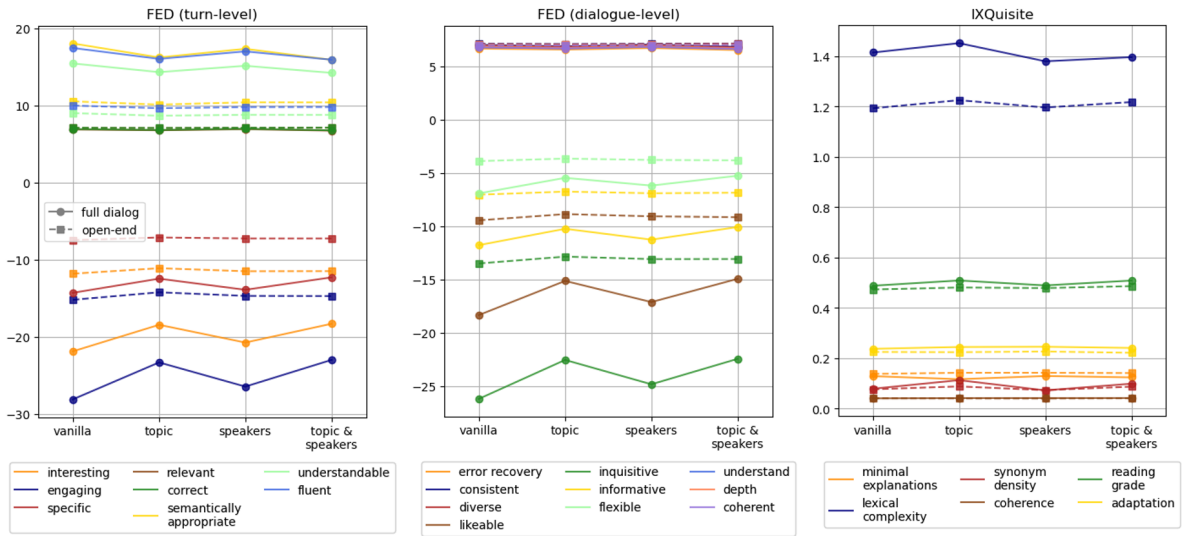 FED (turn-level)
20
10
0
−10
−20
−30
full dialog
open-end
vanilla
topic
speakers
topic &
speakers
interesting
engaging
specific
relevant
correct
semantically
appropriate
understandable
fluent
FED (dialogue-level)
5
0
−5
−10
−15
−20
−25
vanilla
topic
speakers
topic &
speakers
error recovery
consistent
diverse
likeable
inquisitive
informative
flexible
understand
depth
coherent
IXQuisite
1.4
1.2
1.0
0.8
0.6
0.4
0.2
0.0
vanilla
topic
speakers
topic &
speakers
minimal
explanations
lexical
complexity
synonym
density
coherence
reading
grade
adaptation